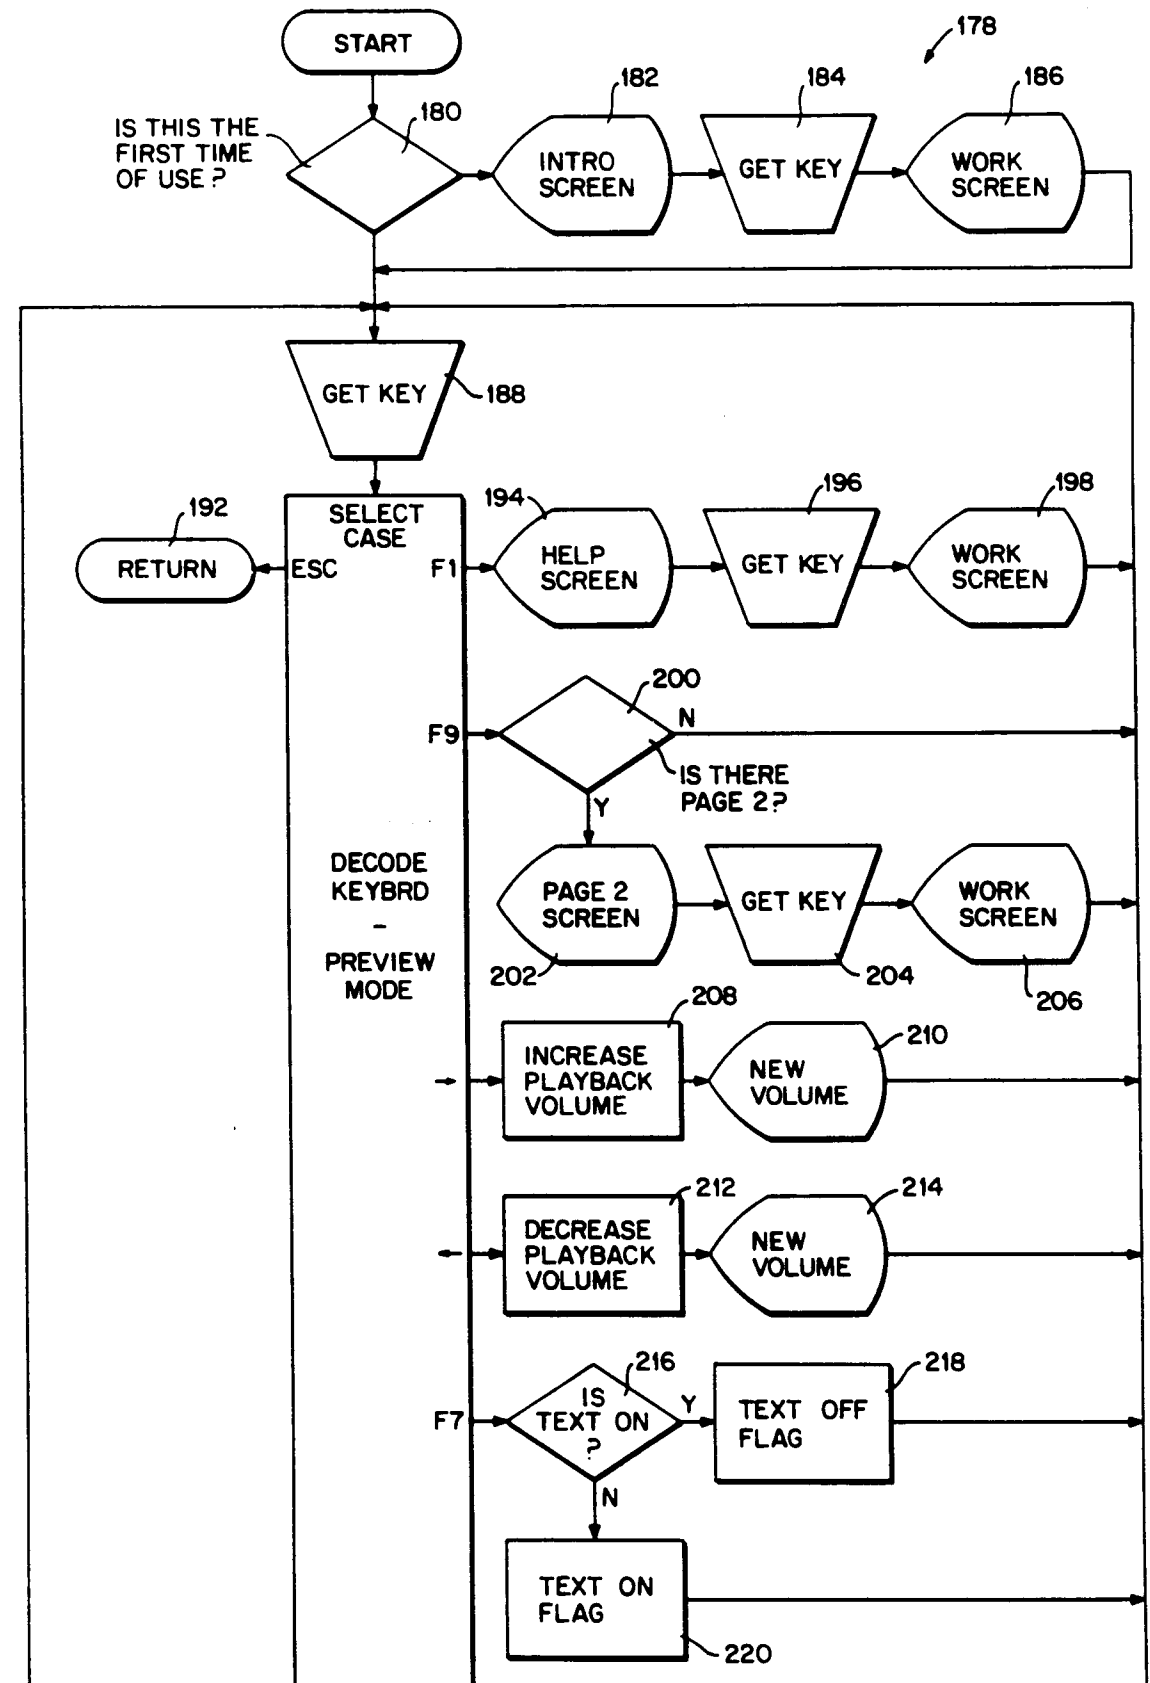 START
178
IS THIS THE
FIRST TIME
OF USE?
180
182
INTRO
SCREEN
184
GET KEY
186
WORK
SCREEN
GET KEY
188
192
RETURN
SELECT
CASE
ESC
F1
194
HELP
SCREEN
196
GET KEY
198
WORK
SCREEN
F9
200
N
IS THERE
PAGE 2?
Y
DECODE
KEYBRD
–
PREVIEW
MODE
PAGE 2
SCREEN
202
GET KEY
204
WORK
SCREEN
206
→
208
INCREASE
PLAYBACK
VOLUME
210
NEW
VOLUME
←
212
DECREASE
PLAYBACK
VOLUME
214
NEW
VOLUME
F7
216
IS
TEXT ON
?
Y
218
TEXT OFF
FLAG
N
TEXT ON
FLAG
220